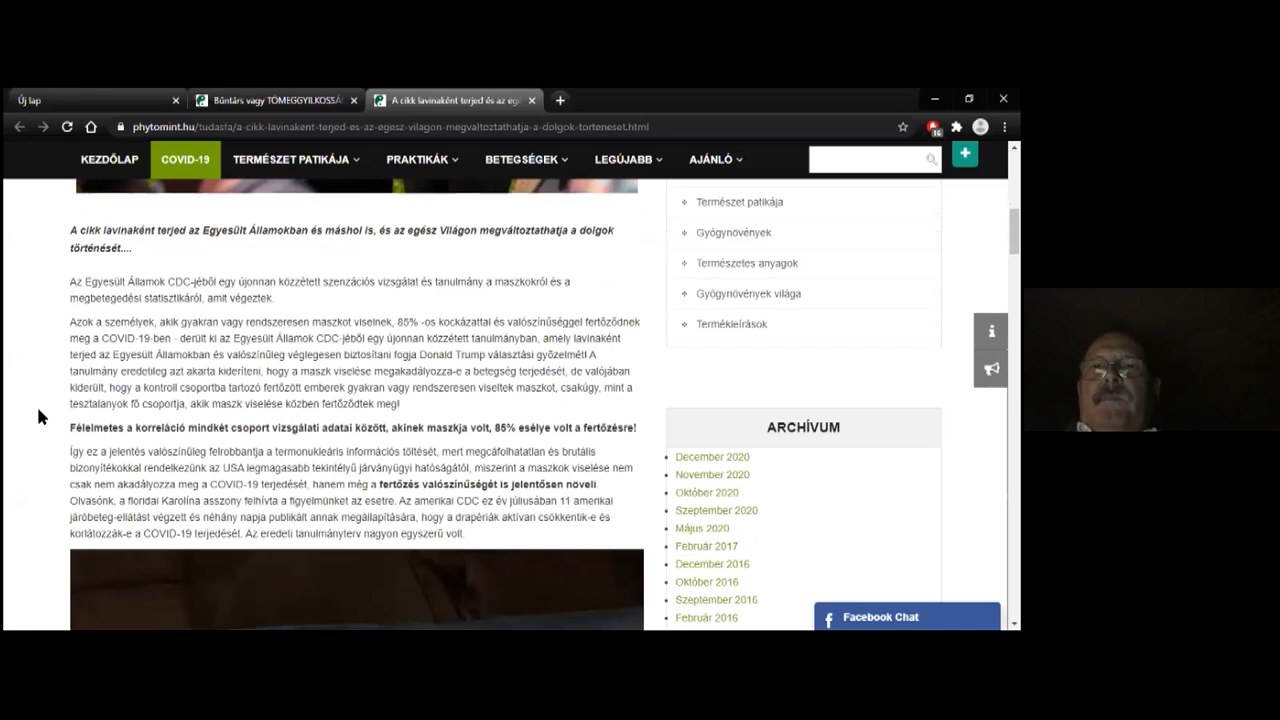 Új lap
Bűntárs vagy TÖMEGGYILKOSSÁG
A cikk lavinaként terjed és az egé
phytomint.hu/tudasfa/a-cikk-lavinakent-terjed-es-az-egesz-vilagon-megvaltoztathatja-a-dolgok-torteneset.html
16
KEZDŐLAP COVID-19 TERMÉSZET PATIKÁJA PRAKTIKÁK BETEGSÉGEK LEGÚJABB AJÁNLÓ
A cikk lavinaként terjed az Egyesült Államokban és máshol is, és az egész Világon megváltoztathatja a dolgok
történését....
Az Egyesült Államok CDC-jéből egy újonnan közzétett szenzációs vizsgálat és tanulmány a maszkokról és a
megbetegedési statisztikáról, amit végeztek.
Azok a személyek, akik gyakran vagy rendszeresen maszkot viselnek, 85% -os kockázattal és valószínűséggel fertőződnek
meg a COVID-19-ben - derült ki az Egyesült Államok CDC-jéből egy újonnan közzétett tanulmányban, amely lavinaként
terjed az Egyesült Államokban és valószínűleg véglegesen biztosítani fogja Donald Trump választási győzelmét! A
tanulmány eredetileg azt akarta kideríteni, hogy a maszk viselése megakadályozza-e a betegség terjedését, de valójában
kiderült, hogy a kontroll csoportba tartozó fertőzött emberek gyakran vagy rendszeresen viseltek maszkot, csakúgy, mint a
tesztalanyok fő csoportja, akik maszk viselése közben fertőződtek meg!
Félelmetes a korreláció mindkét csoport vizsgálati adatai között, akinek maszkja volt, 85% esélye volt a fertőzésre!
Így ez a jelentés valószínűleg felrobbantja a termonukleáris információs töltését, mert megcáfolhatatlan és brutális
bizonyítékokkal rendelkezünk az USA legmagasabb tekintélyű járványügyi hatóságától, miszerint a maszkok viselése nem
csak nem akadályozza meg a COVID-19 terjedését, hanem még a fertőzés valószínűségét is jelentősen növeli.
Olvasónk, a floridai Karolína asszony felhívta a figyelmünket az esetre. Az amerikai CDC ez év júliusában 11 amerikai
járóbeteg-ellátást végzett és néhány napja publikált annak megállapítására, hogy a drapériák aktívan csökkentik-e és
korlátozzák-e a COVID-19 terjedését. Az eredeti tanulmányterv nagyon egyszerű volt.
Természet patikája
Gyógynövények
Természetes anyagok
Gyógynövények világa
Termékleírások
ARCHÍVUM
December 2020
November 2020
Október 2020
Szeptember 2020
Május 2020
Február 2017
December 2016
Október 2016
Szeptember 2016
Február 2016
Facebook Chat